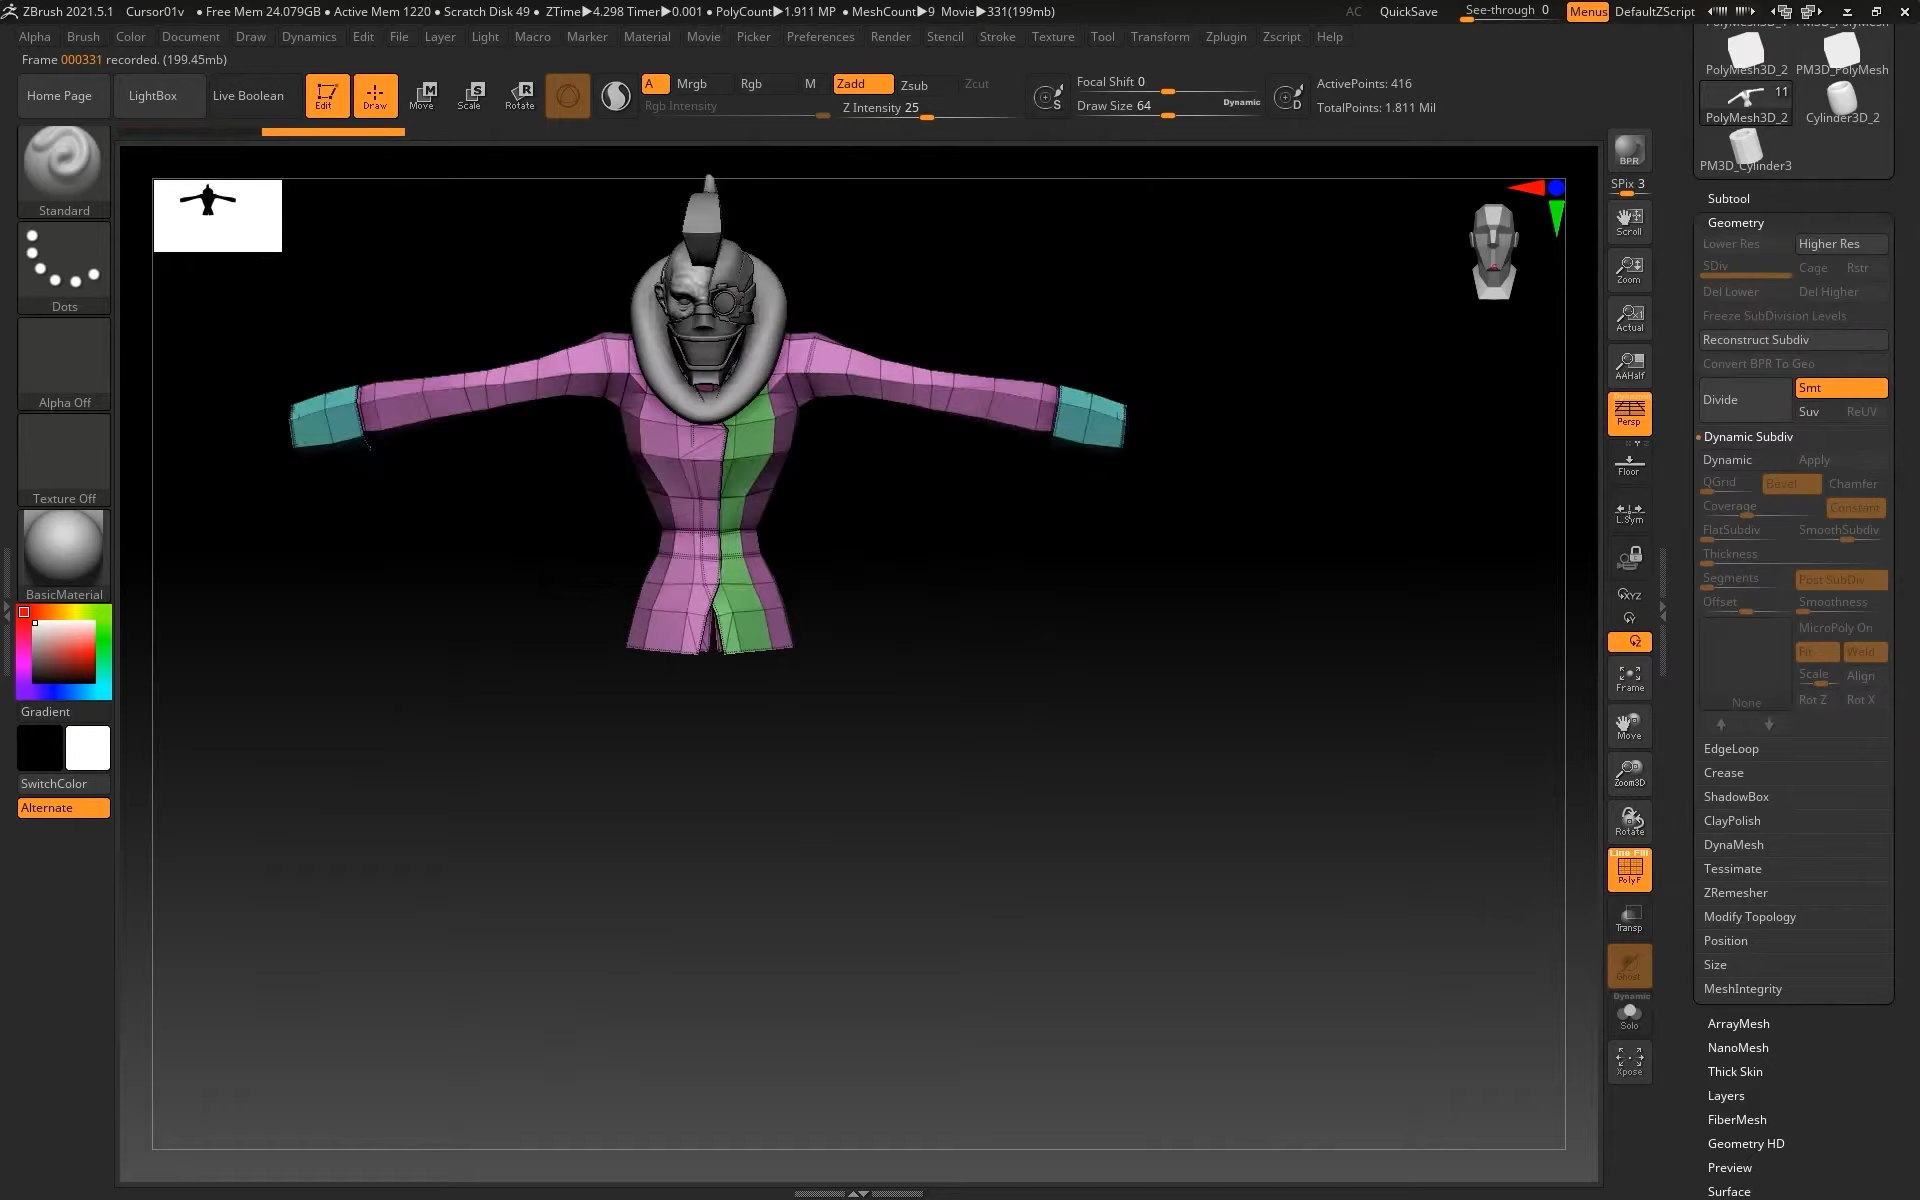 ZBrush 2021.5.1 Cursor01v • Free Mem 24.079GB • Active Mem 1220 • Scratch Disk 49 • ZTime▶4.298 Timer▶0.001 • PolyCount▶1.911 MP • MeshCount▶9 Movie▶331(199mb) AC QuickSave See-through 0 Menus DefaultZScript
Alpha Brush Color Document Draw Dynamics Edit File Layer Light Macro Marker Material Movie Picker Preferences Render Stencil Stroke Texture Tool Transform Zplugin Zscript Help
Frame 000331 recorded. (199.45mb)
Home Page LightBox Live Boolean Edit Draw Move Scale Rotate
A Mrgb Rgb M Zadd Zsub Zcut
Rgb Intensity Z Intensity 25
Focal Shift 0
Draw Size 64 Dynamic
ActivePoints: 416
TotalPoints: 1.811 Mil
Standard
Dots
Alpha Off
Texture Off
BasicMaterial
Gradient
SwitchColor
Alternate
BPR
SPix 3
Scroll
Zoom
Actual
AAHalf
Persp
Floor
L.Sym
XYZ
Frame
Move
Zoom3D
Rotate
Line Fill
PolyF
Transp
Ghost
Dynamic
Solo
Xpose
PolyMesh3D_2 PM3D_PolyMesh
11
PolyMesh3D_2 Cylinder3D_2
PM3D_Cylinder3
Subtool
Geometry
Lower Res Higher Res
SDiv Cage Rstr
Del Lower Del Higher
Freeze SubDivision Levels
Reconstruct Subdiv
Convert BPR To Geo
Divide Smt
Suv ReUV
Dynamic Subdiv
Dynamic Apply
QGrid Bevel Chamfer
Coverage Constant
FlatSubdiv SmoothSubdiv
Thickness
Segments Post SubDiv
Offset Smoothness
MicroPoly On
Fit Weld
Scale Align
None Rot Z Rot X
EdgeLoop
Crease
ShadowBox
ClayPolish
DynaMesh
Tessimate
ZRemesher
Modify Topology
Position
Size
MeshIntegrity
ArrayMesh
NanoMesh
Thick Skin
Layers
FiberMesh
Geometry HD
Preview
Surface